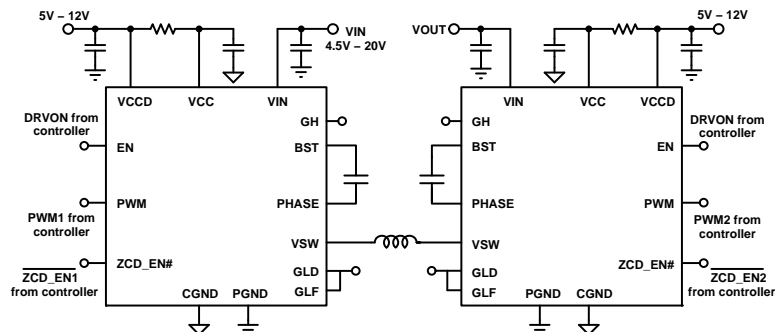 5V – 12V
VIN
4.5V – 20V
VOUT
5V – 12V
VCCD
VCC
VIN
VIN
VCC
VCCD
DRVON from
controller
GH
GH
DRVON from
controller
EN
BST
BST
EN
PWM
PHASE
PHASE
PWM
PWM1 from
controller
PWM2 from
controller
VSW
VSW
ZCD_EN#
GLD
GLD
ZCD_EN#
ZCD_EN1
from controller
GLF
GLF
ZCD_EN2
from controller
CGND
PGND
PGND
CGND